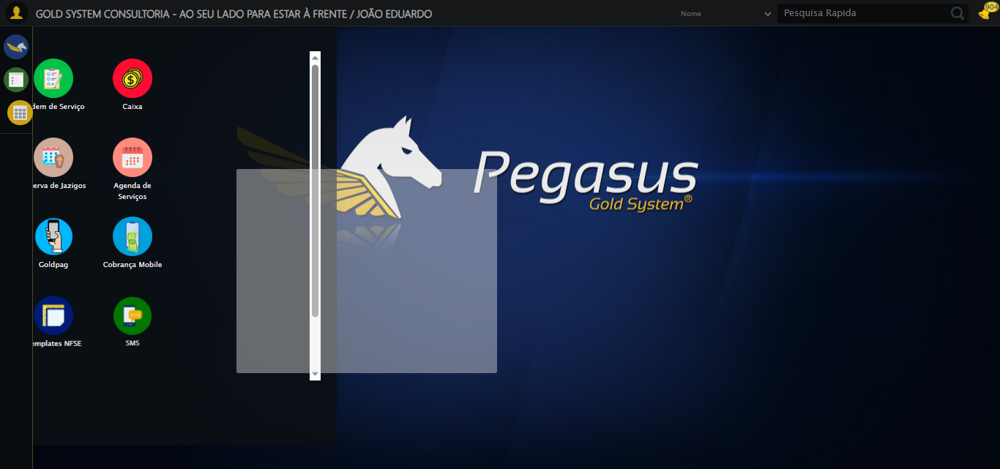 GOLD SYSTEM CONSULTORIA - AO SEU LADO PARA ESTAR À FRENTE / JOÃO EDUARDO
Nome
Pesquisa Rapida
904
dem de Serviço
Caixa
erva de Jazigos
Agenda de
Serviços
Goldpag
Cobrança Mobile
emplates NFSE
SMS
Pegasus
Gold System®